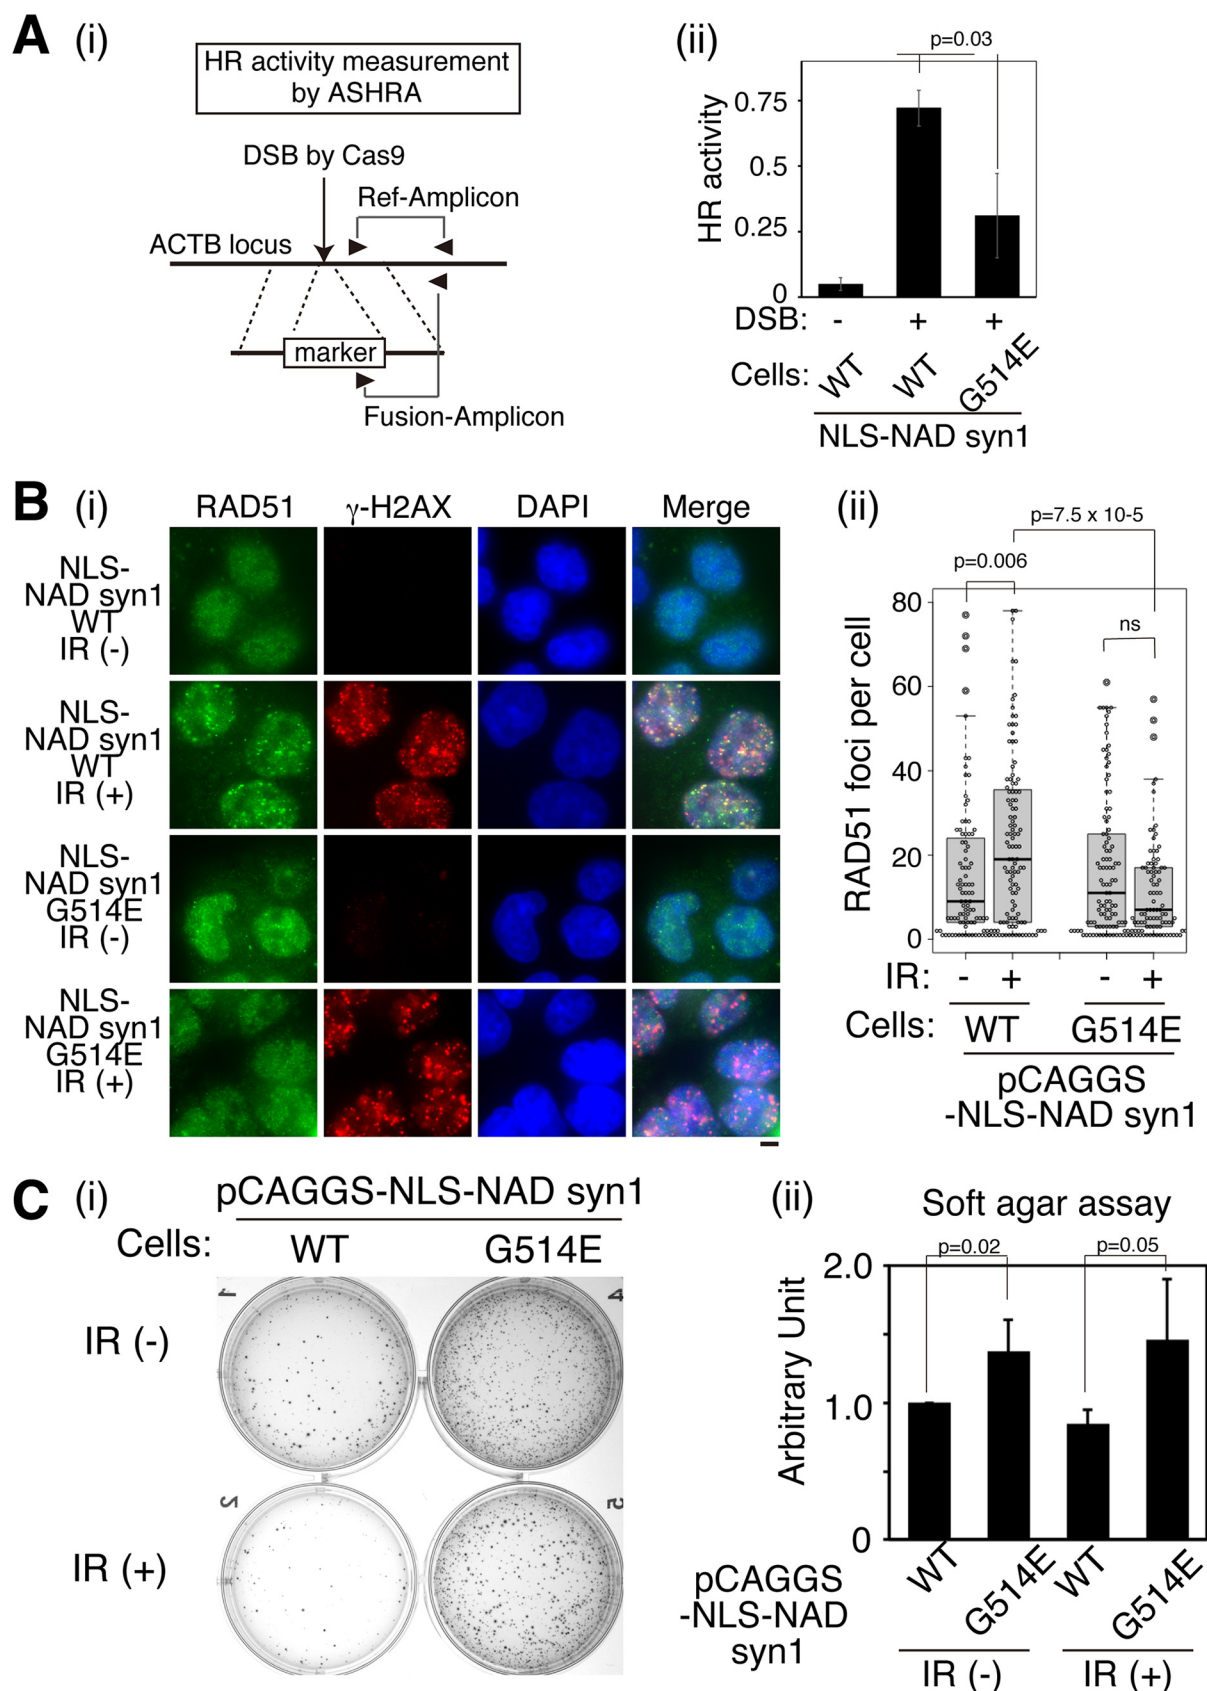 A (i)
HR activity measurement
by ASHRA
DSB by Cas9
Ref-Amplicon
ACTB locus
marker
Fusion-Amplicon
(ii)
p=0.03
HR activity
0.75
0.5
0.25
0
DSB: - + +
Cells: WT WT G514E
NLS-NAD syn1
B (i)
RAD51 γ-H2AX DAPI Merge
NLS-
NAD syn1
WT
IR (-)
NLS-
NAD syn1
WT
IR (+)
NLS-
NAD syn1
G514E
IR (-)
NLS-
NAD syn1
G514E
IR (+)
(ii)
p=7.5 x 10-5
p=0.006
ns
RAD51 foci per cell
80
60
40
20
0
IR: - + - +
Cells: WT G514E
pCAGGS
-NLS-NAD syn1
C (i)
pCAGGS-NLS-NAD syn1
Cells: WT G514E
IR (-)
1 4
IR (+)
2 5
(ii)
Soft agar assay
p=0.02 p=0.05
Arbitrary Unit
2.0
1.0
0
WT G514E WT G514E
pCAGGS
-NLS-NAD
syn1
IR (-) IR (+)